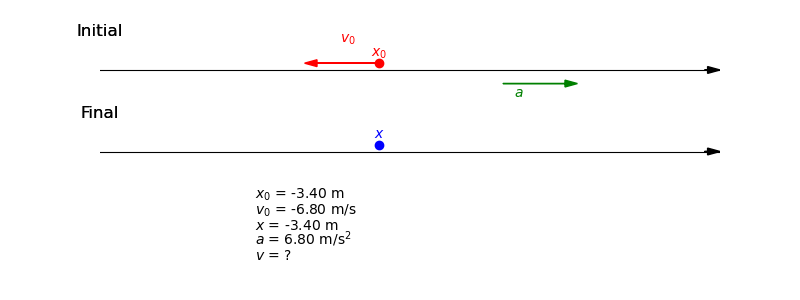 Initial
v₀
x₀
a
Final
x
x₀ = -3.40 m
v₀ = -6.80 m/s
x = -3.40 m
a = 6.80 m/s²
v = ?